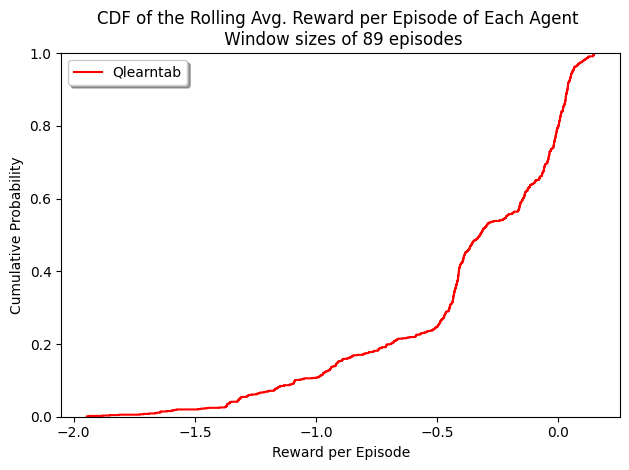 CDF of the Rolling Avg. Reward per Episode of Each Agent
Window sizes of 89 episodes
Qlearntab
Cumulative Probability
1.0
0.8
0.6
0.4
0.2
0.0
−2.0 −1.5 −1.0 −0.5 0.0
Reward per Episode